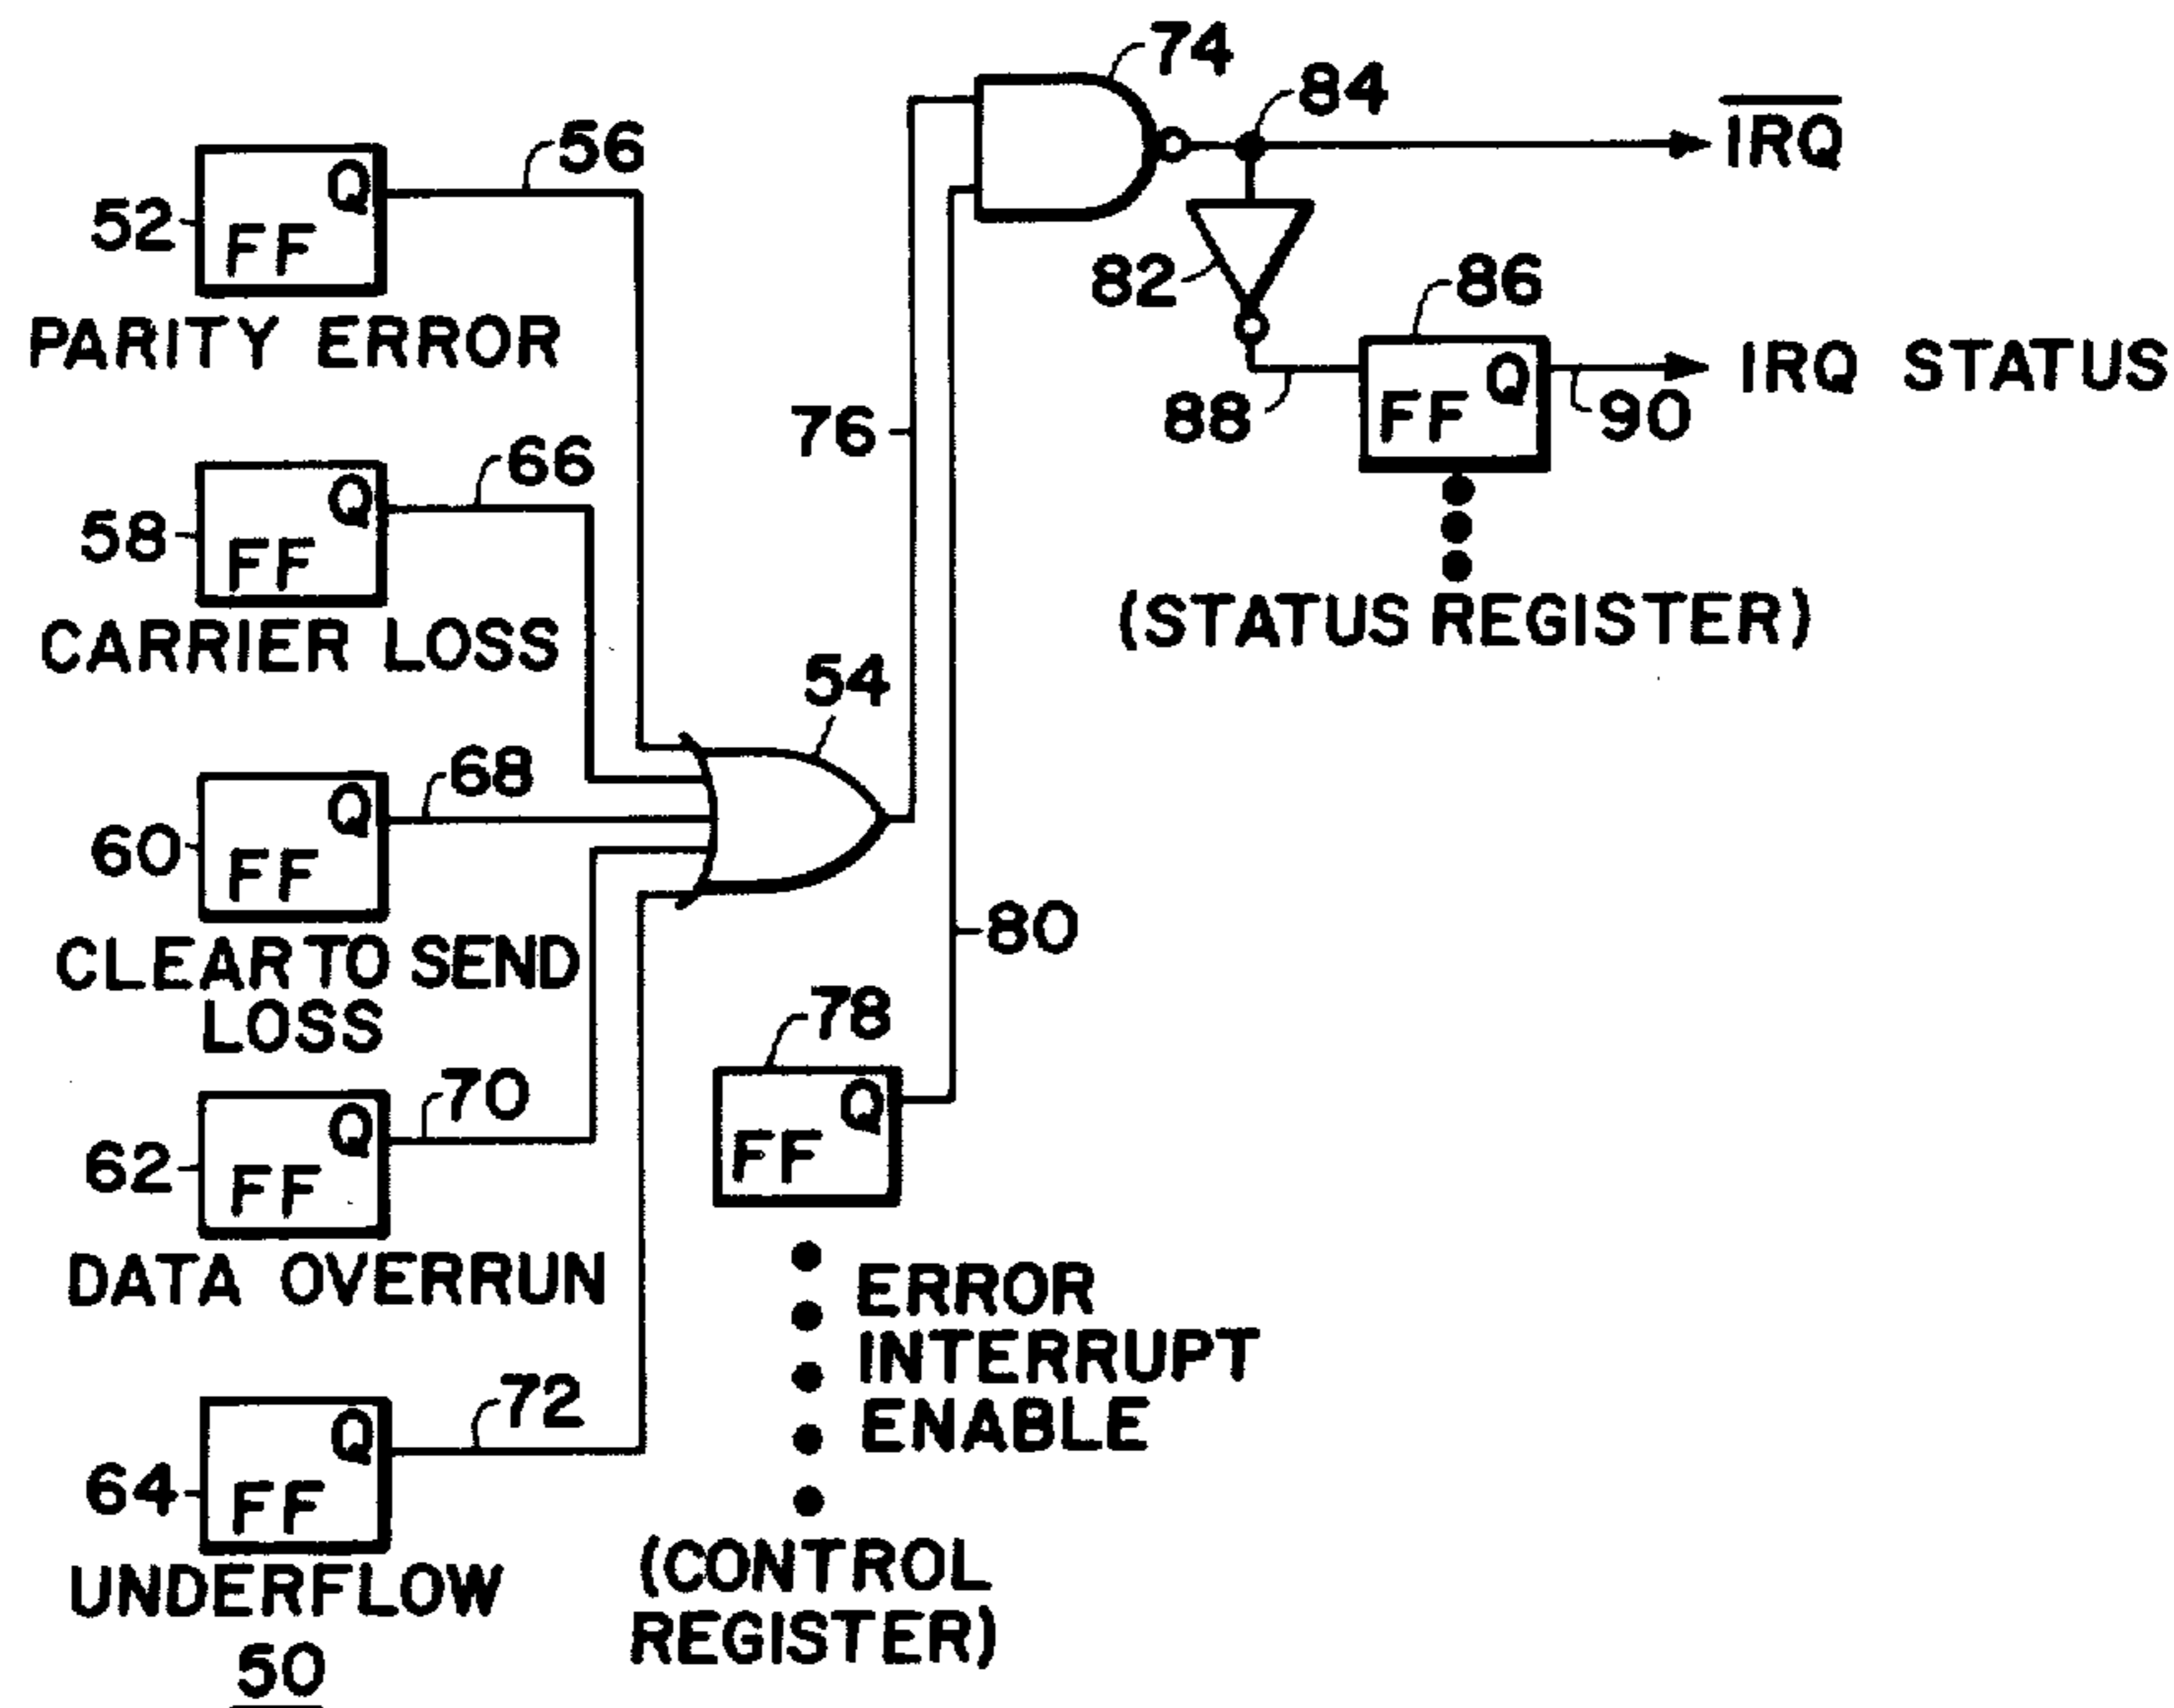 74
84
IRQ
56
Q
52
FF
PARITY ERROR
82
86
Q
FF
IRQ STATUS
88
90
(STATUS REGISTER)
76
66
Q
58
FF
CARRIER LOSS
54
68
Q
60
FF
CLEAR TO SEND
LOSS
80
78
Q
FF
70
Q
62
FF
DATA OVERRUN
ERROR
INTERRUPT
ENABLE
72
Q
64
FF
UNDERFLOW
(CONTROL
REGISTER)
50